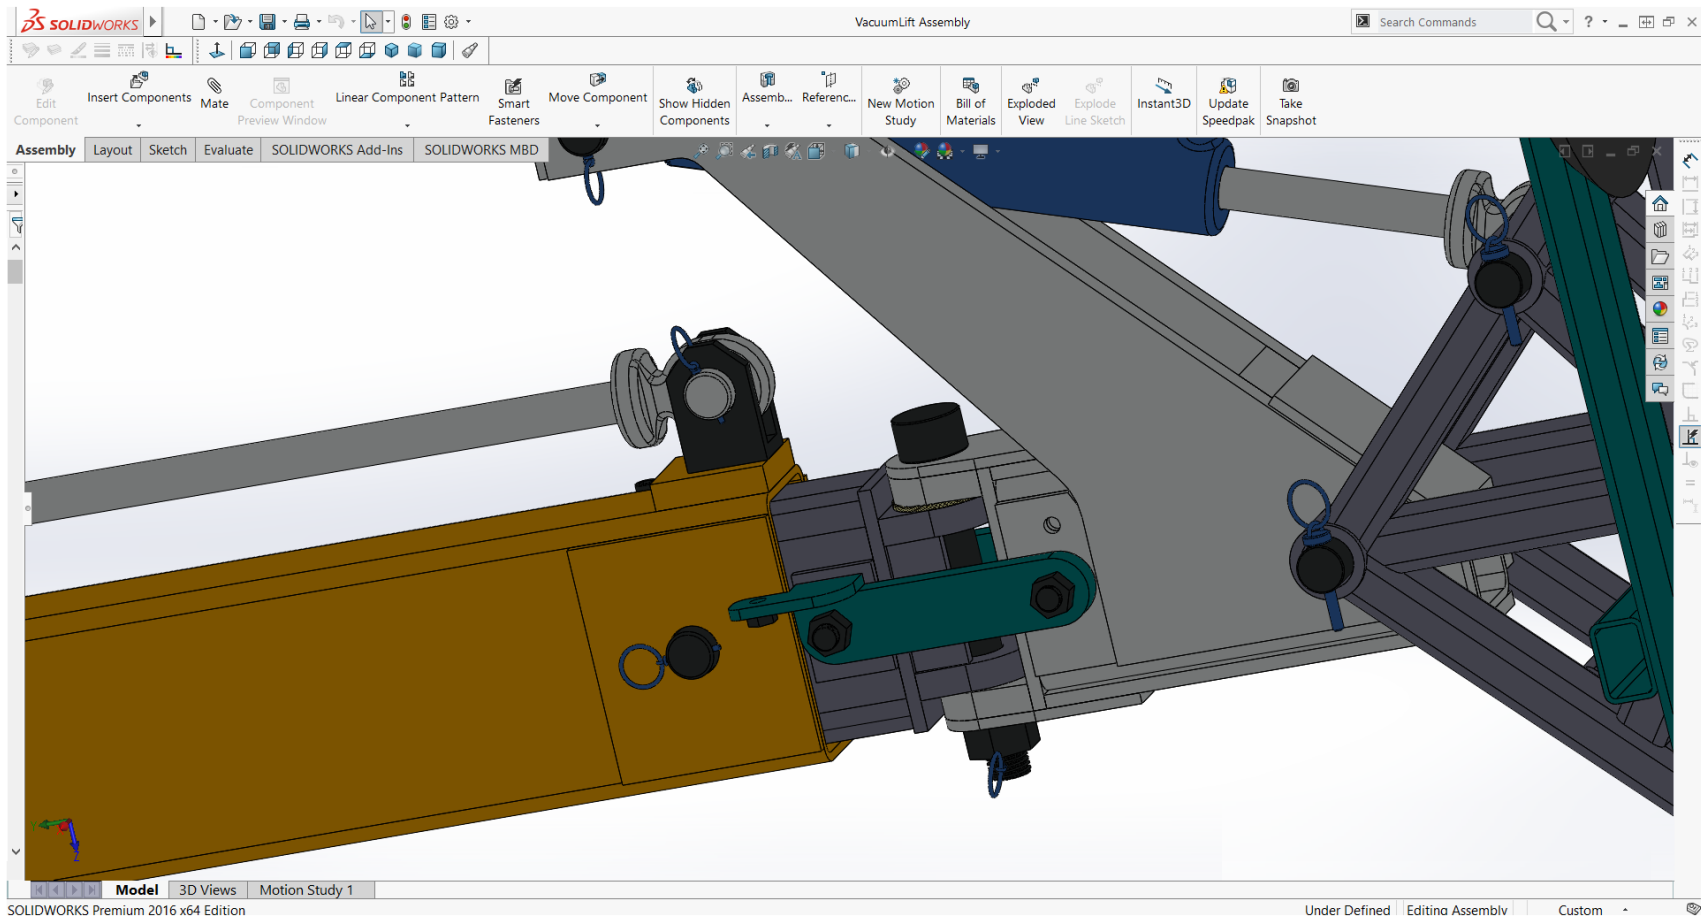 SOLIDWORKS
VacuumLift Assembly
Search Commands
?
Edit Component
Insert Components
Mate
Component Preview Window
Linear Component Pattern
Smart Fasteners
Move Component
Show Hidden Components
Assemb...
Referenc...
New Motion Study
Bill of Materials
Exploded View
Explode Line Sketch
Instant3D
Update Speedpak
Take Snapshot
Assembly
Layout
Sketch
Evaluate
SOLIDWORKS Add-Ins
SOLIDWORKS MBD
Z
Model
3D Views
Motion Study 1
SOLIDWORKS Premium 2016 x64 Edition
Under Defined
Editing Assembly
Custom